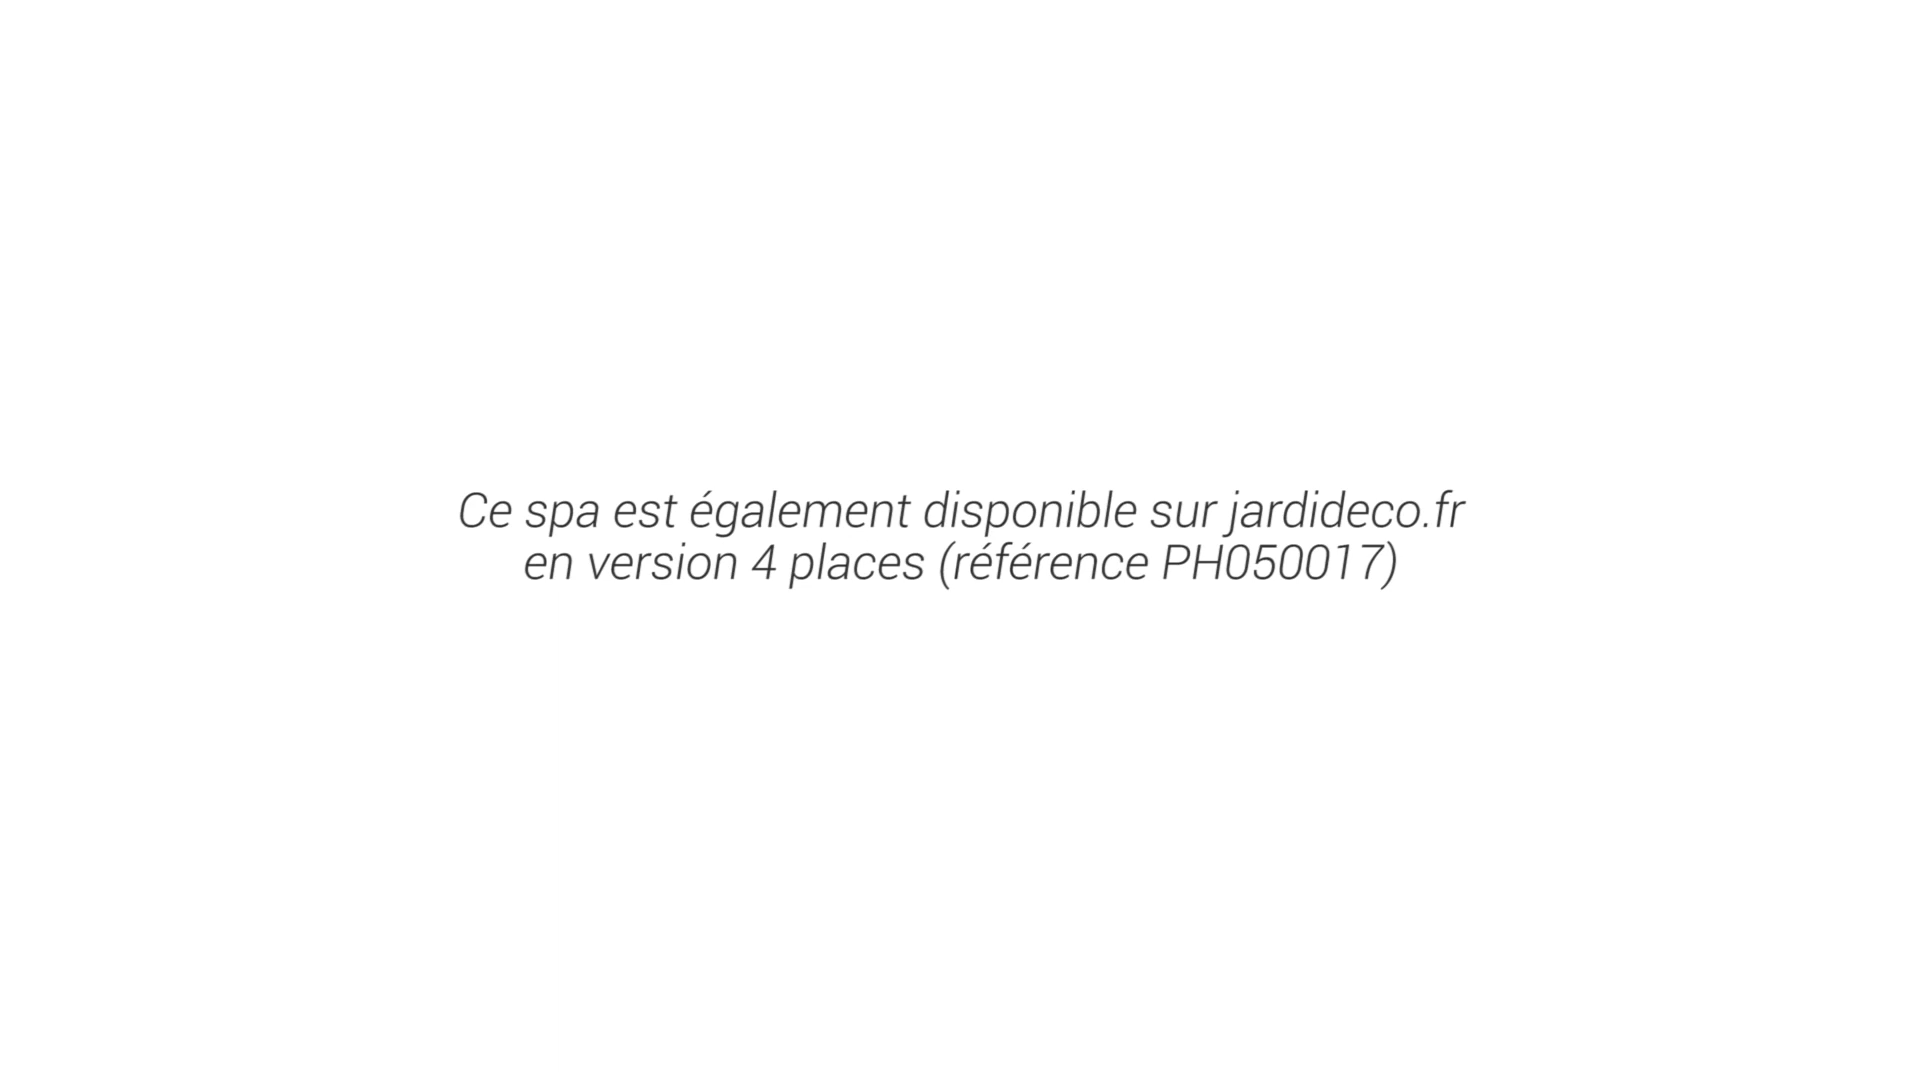 Ce spa est également disponible sur jardideco.fr
en version 4 places (référence PH050017)